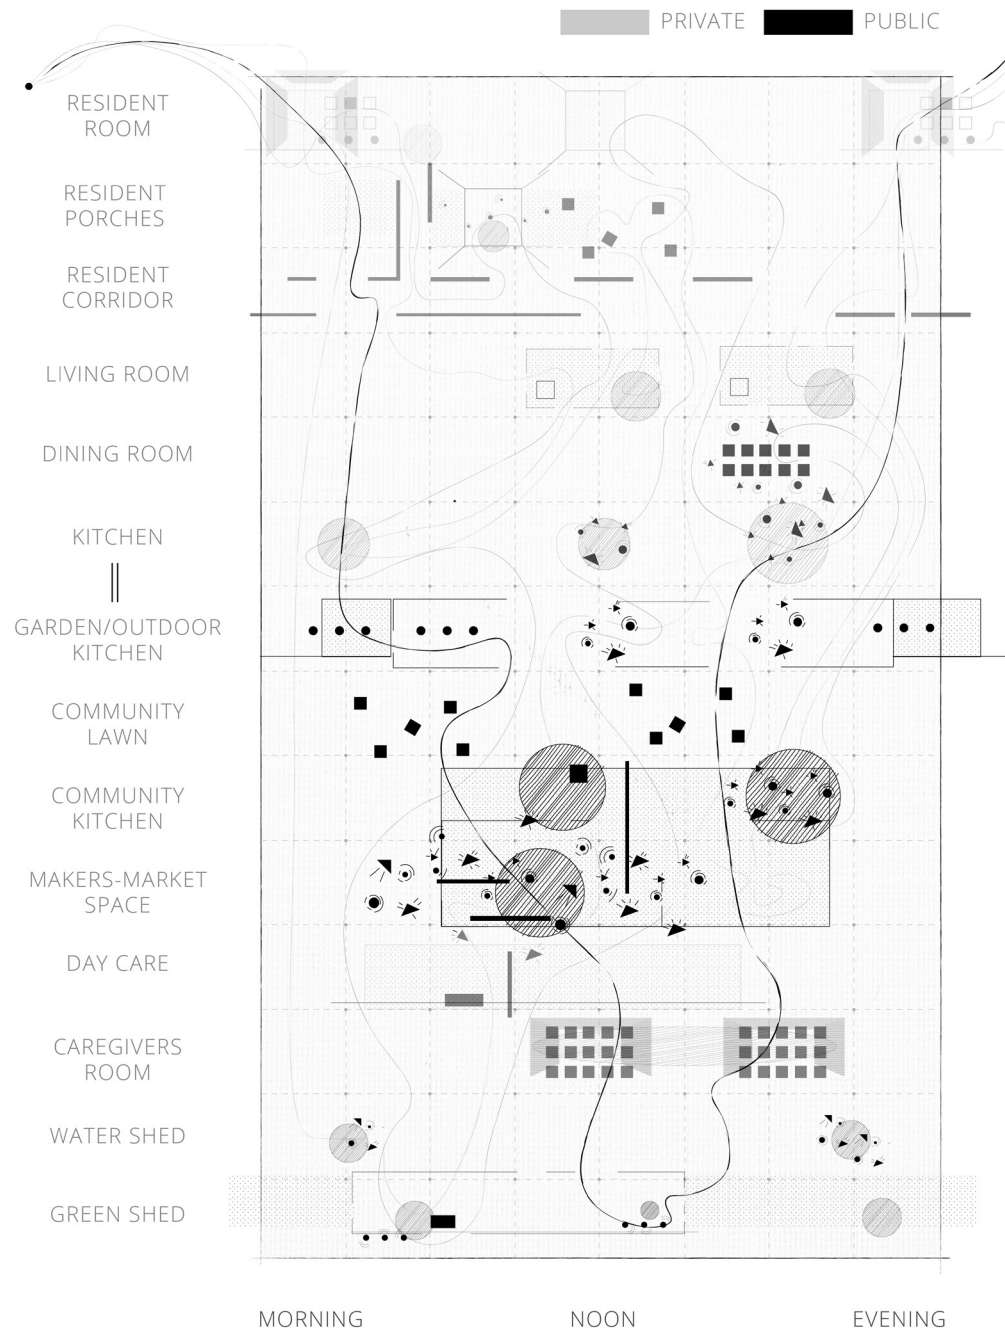 PRIVATE PUBLIC
RESIDENT
ROOM
RESIDENT
PORCHES
RESIDENT
CORRIDOR
LIVING ROOM
DINING ROOM
KITCHEN
GARDEN/OUTDOOR
KITCHEN
COMMUNITY
LAWN
COMMUNITY
KITCHEN
MAKERS-MARKET
SPACE
DAY CARE
CAREGIVERS
ROOM
WATER SHED
GREEN SHED
MORNING NOON EVENING